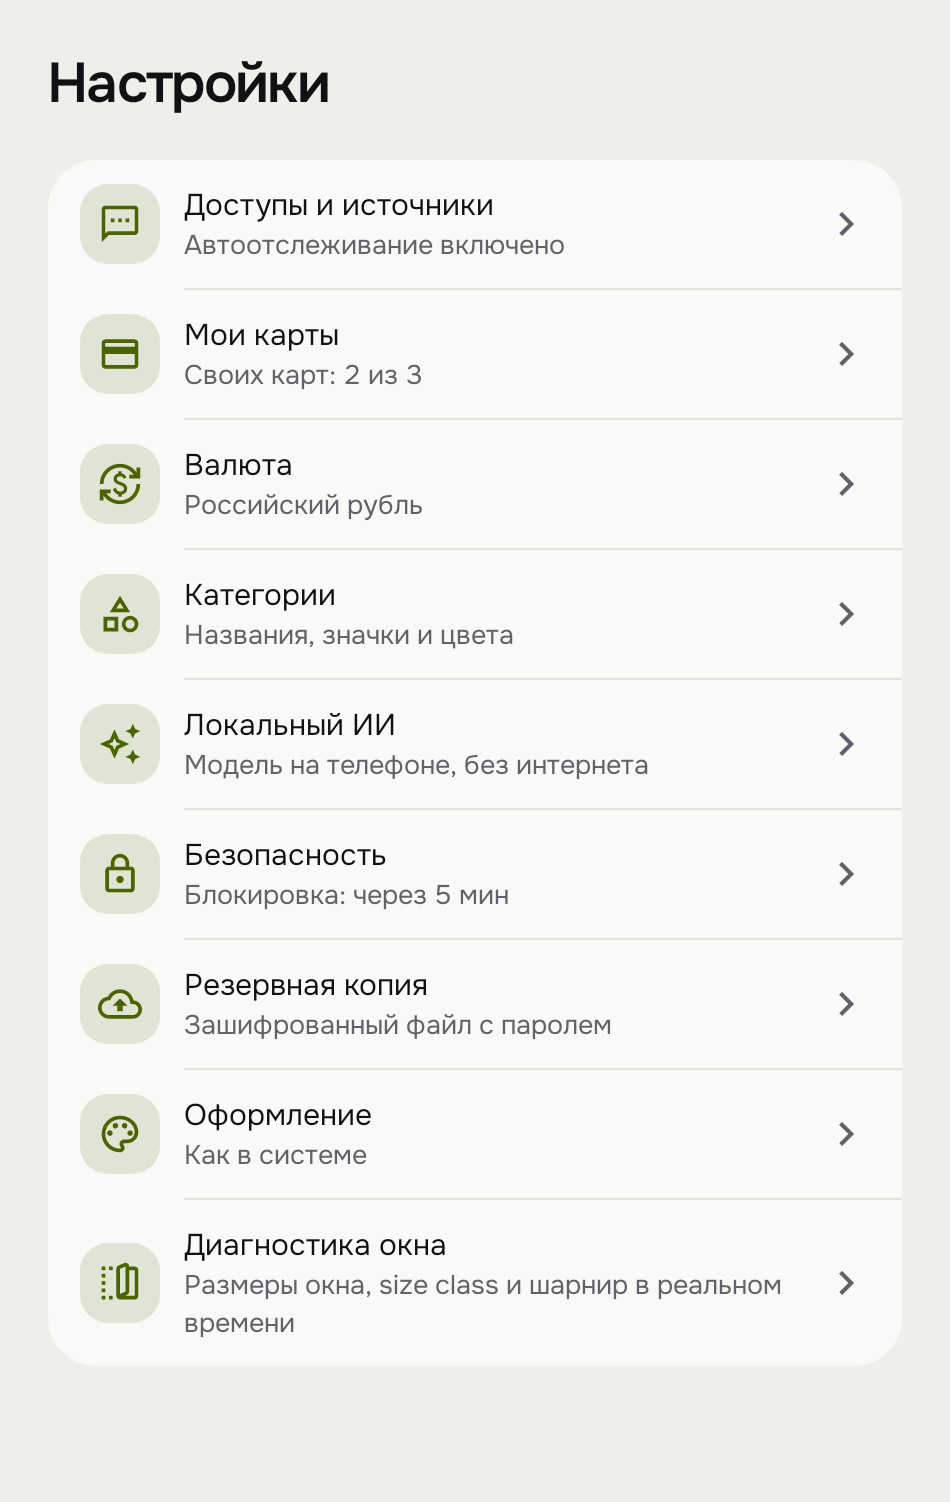 Настройки
Доступы и источники
Автоотслеживание включено
Мои карты
Своих карт: 2 из 3
Валюта
Российский рубль
Категории
Названия, значки и цвета
Локальный ИИ
Модель на телефоне, без интернета
Безопасность
Блокировка: через 5 мин
Резервная копия
Зашифрованный файл с паролем
Оформление
Как в системе
Диагностика окна
Размеры окна, size class и шарнир в реальном
времени